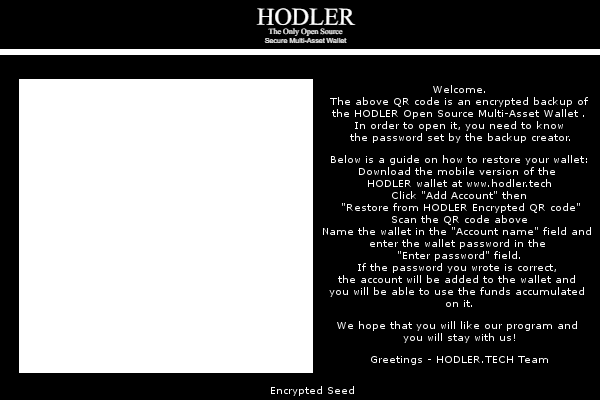 HODLER
The Only Open Source
Secure Multi-Asset Wallet
Welcome.
The above QR code is an encrypted backup of
the HODLER Open Source Multi-Asset Wallet .
In order to open it, you need to know
the password set by the backup creator.
Below is a guide on how to restore your wallet:
Download the mobile version of the
HODLER wallet at www.hodler.tech
Click "Add Account" then
"Restore from HODLER Encrypted QR code"
Scan the QR code above
Name the wallet in the "Account name" field and
enter the wallet password in the
"Enter password" field.
If the password you wrote is correct,
the account will be added to the wallet and
you will be able to use the funds accumulated
on it.
We hope that you will like our program and
you will stay with us!
Greetings - HODLER.TECH Team
Encrypted Seed